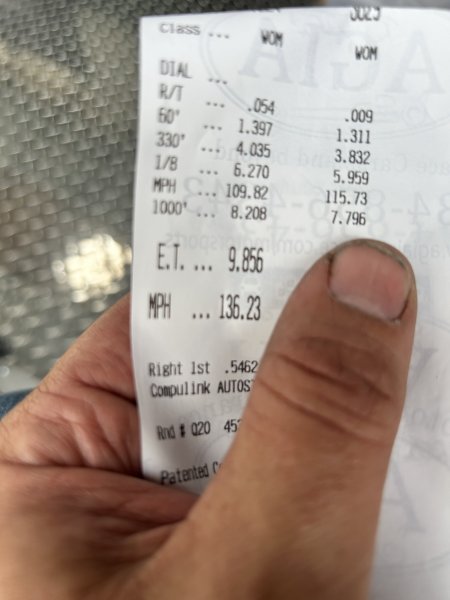 Class ... WOM WOM
DIAL ...
R/T ... .054 .009
60' ... 1.397 1.311
330' ... 4.035 3.832
1/8 ... 6.270 5.959
MPH ... 109.82 115.73
1000' ... 8.208 7.796
E.T. ... 9.856
MPH ... 136.23
Right 1st .5462
Compulink
Rnd # Q20
Patented